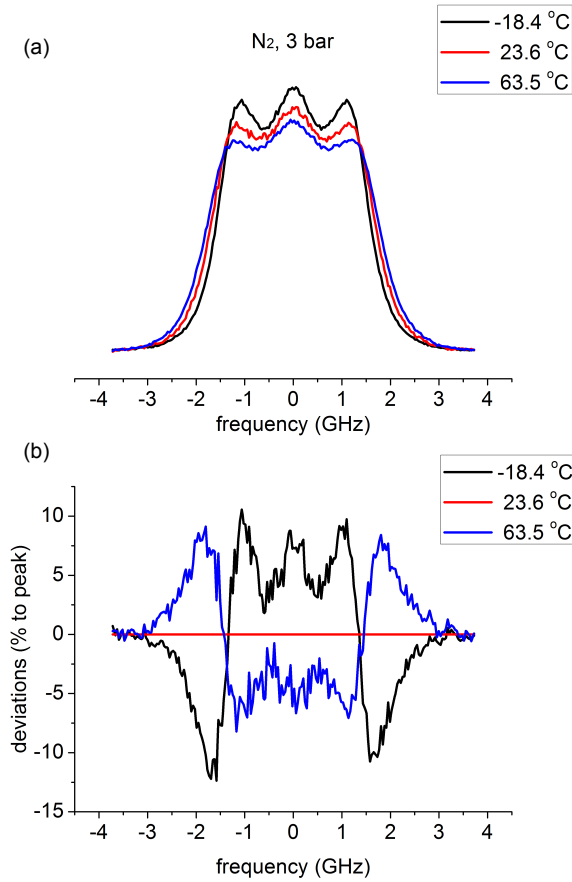 (a)
N₂, 3 bar
-18.4 °C
23.6 °C
63.5 °C
-4 -3 -2 -1 0 1 2 3 4
frequency (GHz)
(b)
-18.4 °C
23.6 °C
63.5 °C
deviations (% to peak)
10
5
0
-5
-10
-15
-4 -3 -2 -1 0 1 2 3 4
frequency (GHz)